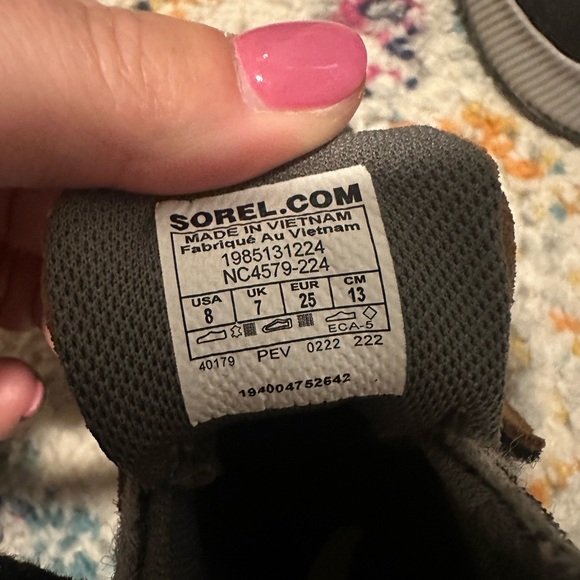 SOREL.COM
MADE IN VIETNAM
Fabriqué Au Vietnam
1985131224
NC4579-224
USA UK EUR CM
8 7 25 13
ECA-5
40179 PEV 0222 222
194004752642